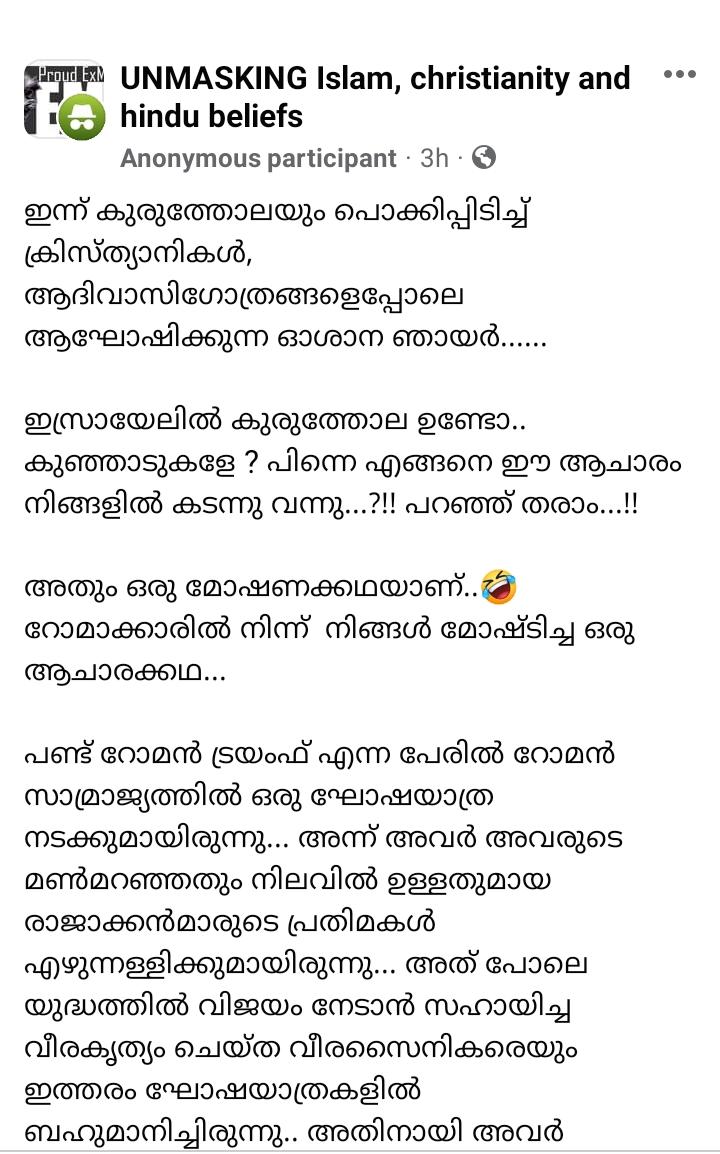 Proud ExM
UNMASKING Islam, christianity and
hindu beliefs
Anonymous participant · 3h ·
ഇന്ന് കുരുത്തോലയും പൊക്കിപ്പിടിച്ച്
ക്രിസ്ത്യാനികൾ,
ആദിവാസിഗോത്രങ്ങളെപ്പോലെ
ആഘോഷിക്കുന്ന ഓശാന ഞായർ......
ഇസ്രായേലിൽ കുരുത്തോല ഉണ്ടോ..
കുഞ്ഞാടുകളേ ? പിന്നെ എങ്ങനെ ഈ ആചാരം
നിങ്ങളിൽ കടന്നു വന്നു...?!! പറഞ്ഞ് തരാം...!!
അതും ഒരു മോഷണക്കഥയാണ്..🤣
റോമാക്കാരിൽ നിന്ന് നിങ്ങൾ മോഷ്ടിച്ച ഒരു
ആചാരക്കഥ...
പണ്ട് റോമൻ ട്രയംഫ് എന്ന പേരിൽ റോമൻ
സാമ്രാജ്യത്തിൽ ഒരു ഘോഷയാത്ര
നടക്കുമായിരുന്നു... അന്ന് അവർ അവരുടെ
മൺമറഞ്ഞതും നിലവിൽ ഉള്ളതുമായ
രാജാക്കൻമാരുടെ പ്രതിമകൾ
എഴുന്നള്ളിക്കുമായിരുന്നു... അത് പോലെ
യുദ്ധത്തിൽ വിജയം നേടാൻ സഹായിച്ച
വീരകൃത്യം ചെയ്ത വീരസൈനികരെയും
ഇത്തരം ഘോഷയാത്രകളിൽ
ബഹുമാനിച്ചിരുന്നു.. അതിനായി അവർ